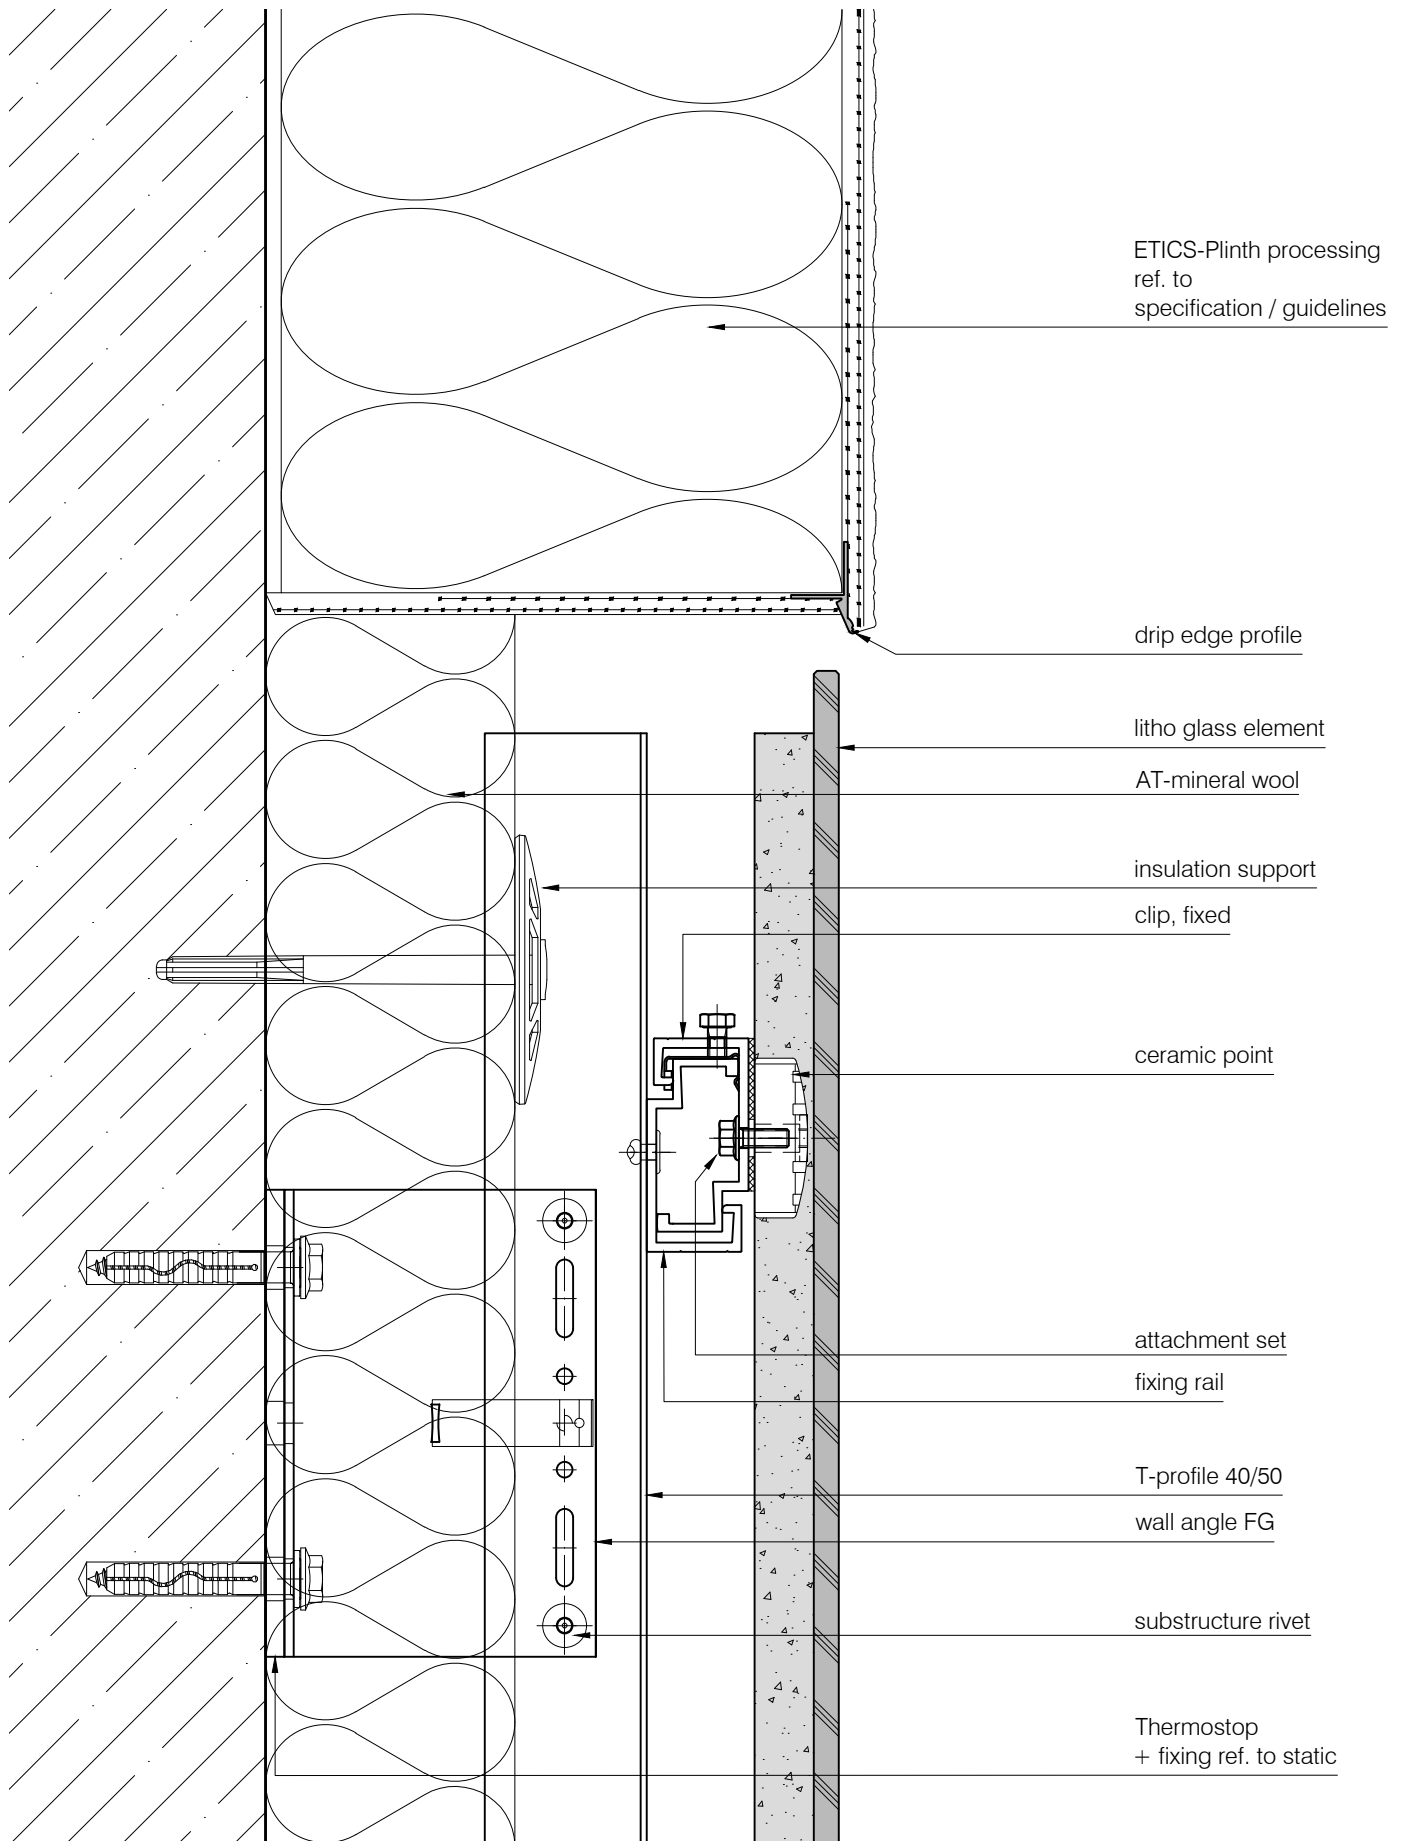 ETICS-Plinth processing
ref. to
specification / guidelines
drip edge profile
litho glass element
AT-mineral wool
insulation support
clip, fixed
ceramic point
attachment set
fixing rail
T-profile 40/50
wall angle FG
substructure rivet
Thermostop
+ fixing ref. to static